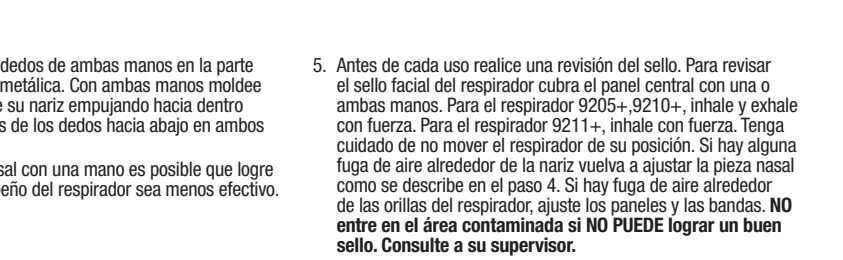 dedos de ambas manos en la parte
metálica. Con ambas manos moldee
su nariz empujando hacia dentro
de los dedos hacia abajo en ambos
sal con una mano es posible que logre
del respirador sea menos efectivo.
5. Antes de cada uso realice una revisión del sello. Para revisar
el sello facial del respirador cubra el panel central con una o
ambas manos. Para el respirador 9205+,9210+, inhale y exhale
con fuerza. Para el respirador 9211+, inhale con fuerza. Tenga
cuidado de no mover el respirador de su posición. Si hay alguna
fuga de aire alrededor de la nariz vuelva a ajustar la pieza nasal
como se describe en el paso 4. Si hay fuga de aire alrededor
de las orillas del respirador, ajuste los paneles y las bandas. NO
entre en el área contaminada si NO PUEDE lograr un buen
sello. Consulte a su supervisor.